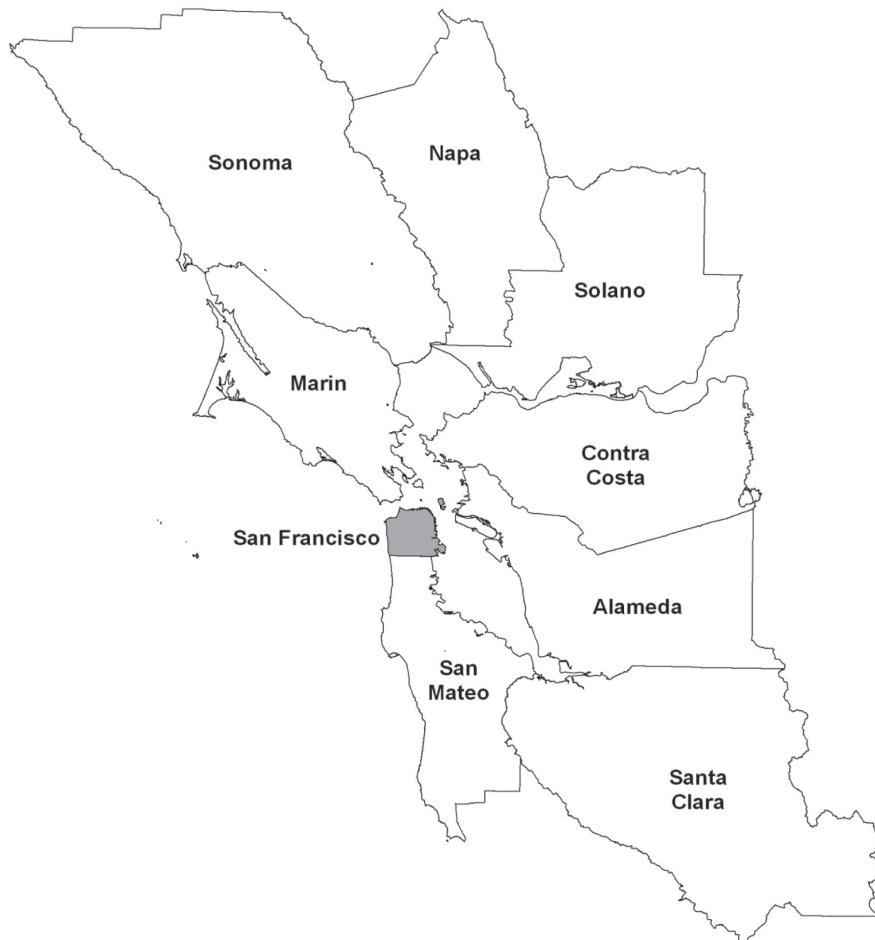 Sonoma
Napa
Solano
Marin
Contra
Costa
San Francisco
Alameda
San
Mateo
Santa
Clara